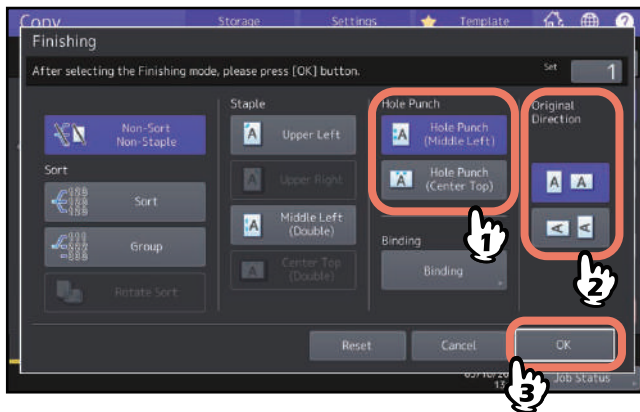 Copy
Storage
Settings
Template
Finishing
After selecting the Finishing mode, please press [OK] button.
Set
1
Non-Sort
Non-Staple
Sort
Sort
Group
Rotate Sort
Staple
Upper Left
Upper Right
Middle Left
(Double)
Center Top
(Double)
Hole Punch
Hole Punch
(Middle Left)
Hole Punch
(Center Top)
1
Binding
Binding
Original
Direction
2
Reset
Cancel
OK
3
Job Status